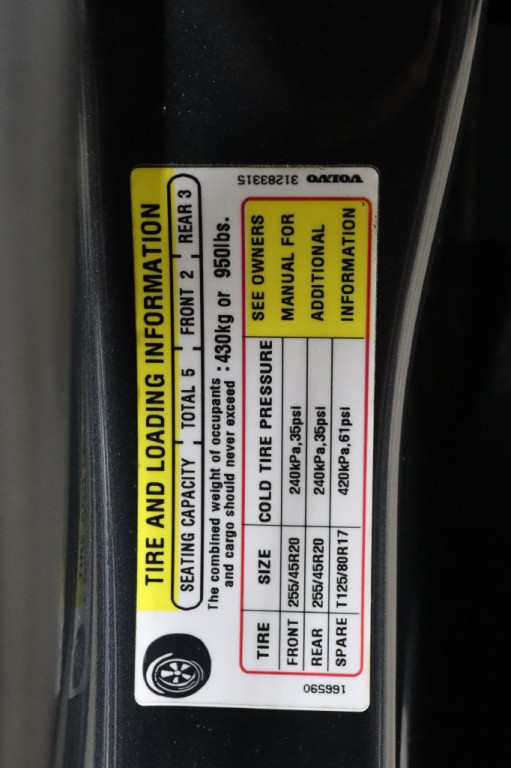 TIRE AND LOADING INFORMATION
SEATING CAPACITY TOTAL 5 FRONT 2 REAR 3
The combined weight of occupants
and cargo should never exceed : 430kg or 950lbs.
TIRE SIZE COLD TIRE PRESSURE SEE OWNERS
FRONT 255/45R20 240kPa,35psi MANUAL FOR
REAR 255/45R20 240kPa,35psi ADDITIONAL
SPARE T125/80R17 420kPa,61psi INFORMATION
166590
VOLVO 31283315